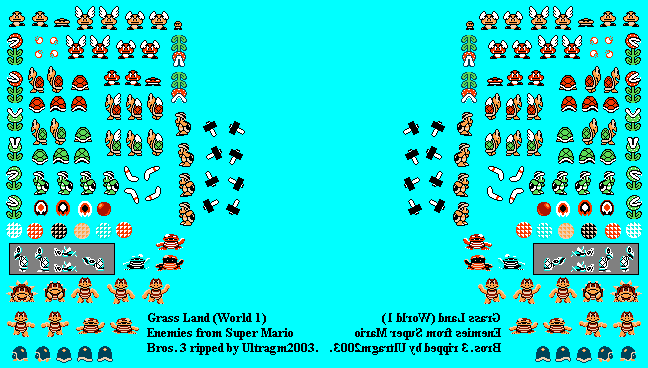 Grass Land (World 1)
Enemies from Super Mario
Bros. 3 ripped by Ultragm2003.
Grass Land (World 1)
Enemies from Super Mario
Bros. 3 ripped by Ultragm2003.